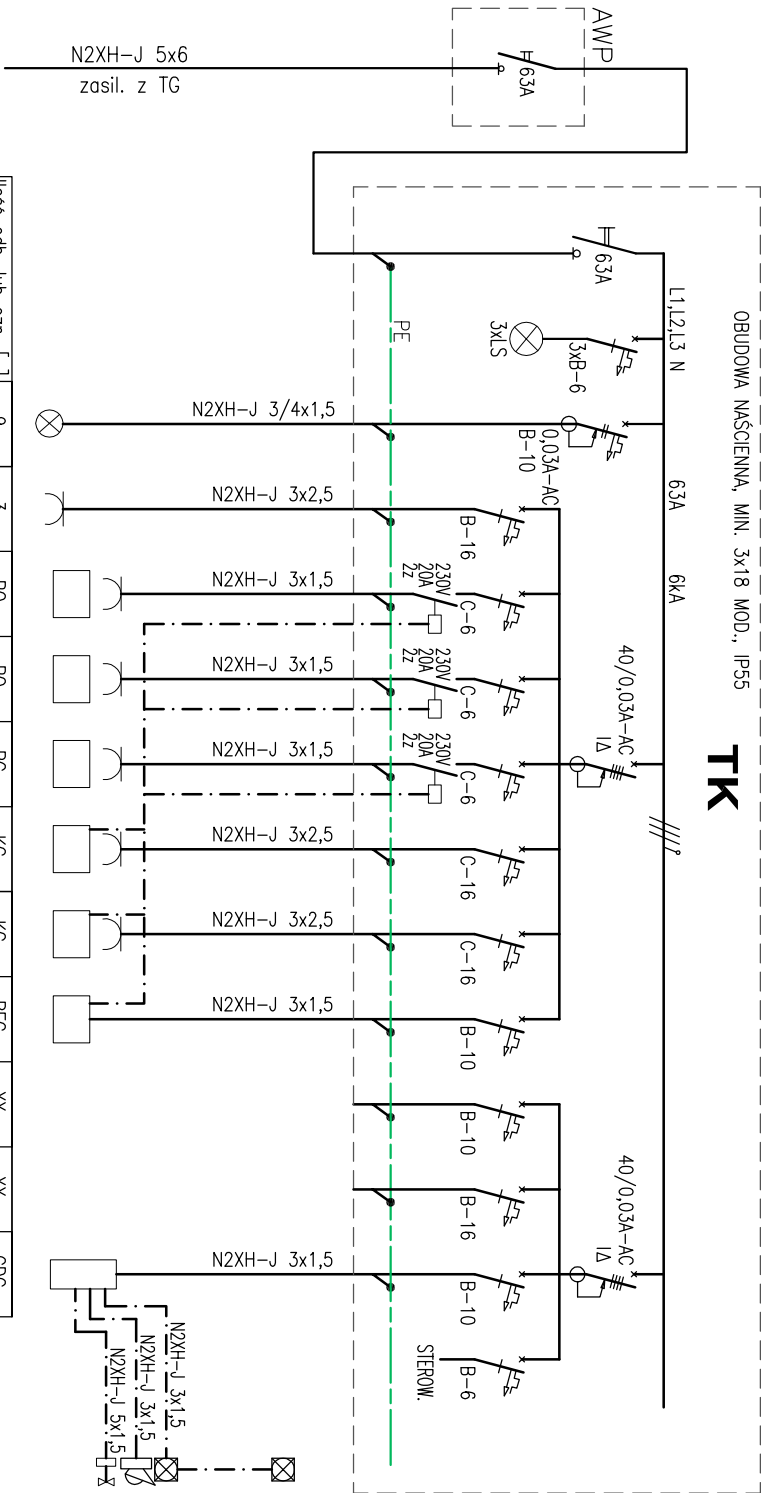 OBUDOWA NAŚCIENNA, MIN. 3x18 MOD., IP55
TK
AWP
63A
N2XH-J 5x6
zasil. z TG
63A
L1,L2,L3 N
63A
6kA
PE
3xB-6
3xLS
0,03A-AC
B-10
40/0,03A-AC
I∆
40/0,03A-AC
I∆
B-16
C-6
230V
20A
2z
C-6
230V
20A
2z
C-6
230V
20A
2z
C-16
C-16
B-10
B-10
B-16
B-10
B-6
STEROW.
N2XH-J 3/4x1,5
N2XH-J 3x2,5
N2XH-J 3x1,5
N2XH-J 3x1,5
N2XH-J 3x1,5
N2XH-J 3x2,5
N2XH-J 3x2,5
N2XH-J 3x1,5
N2XH-J 3x1,5
N2XH-J 3x1,5
N2XH-J 3x1,5
N2XH-J 5x1,5